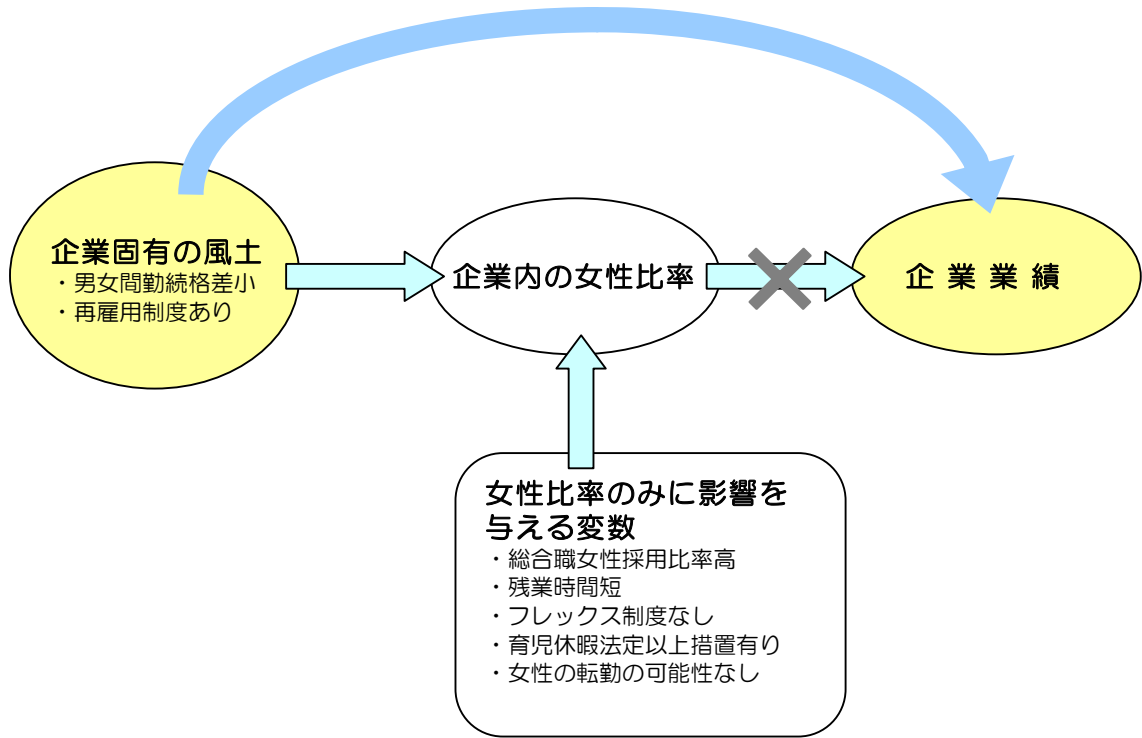 企業固有の風土
・男女間勤続格差小
・再雇用制度あり
企業内の女性比率
企 業 業 績
女性比率のみに影響を
与える変数
・総合職女性採用比率高
・残業時間短
・フレックス制度なし
・育児休暇法定以上措置有り
・女性の転勤の可能性なし